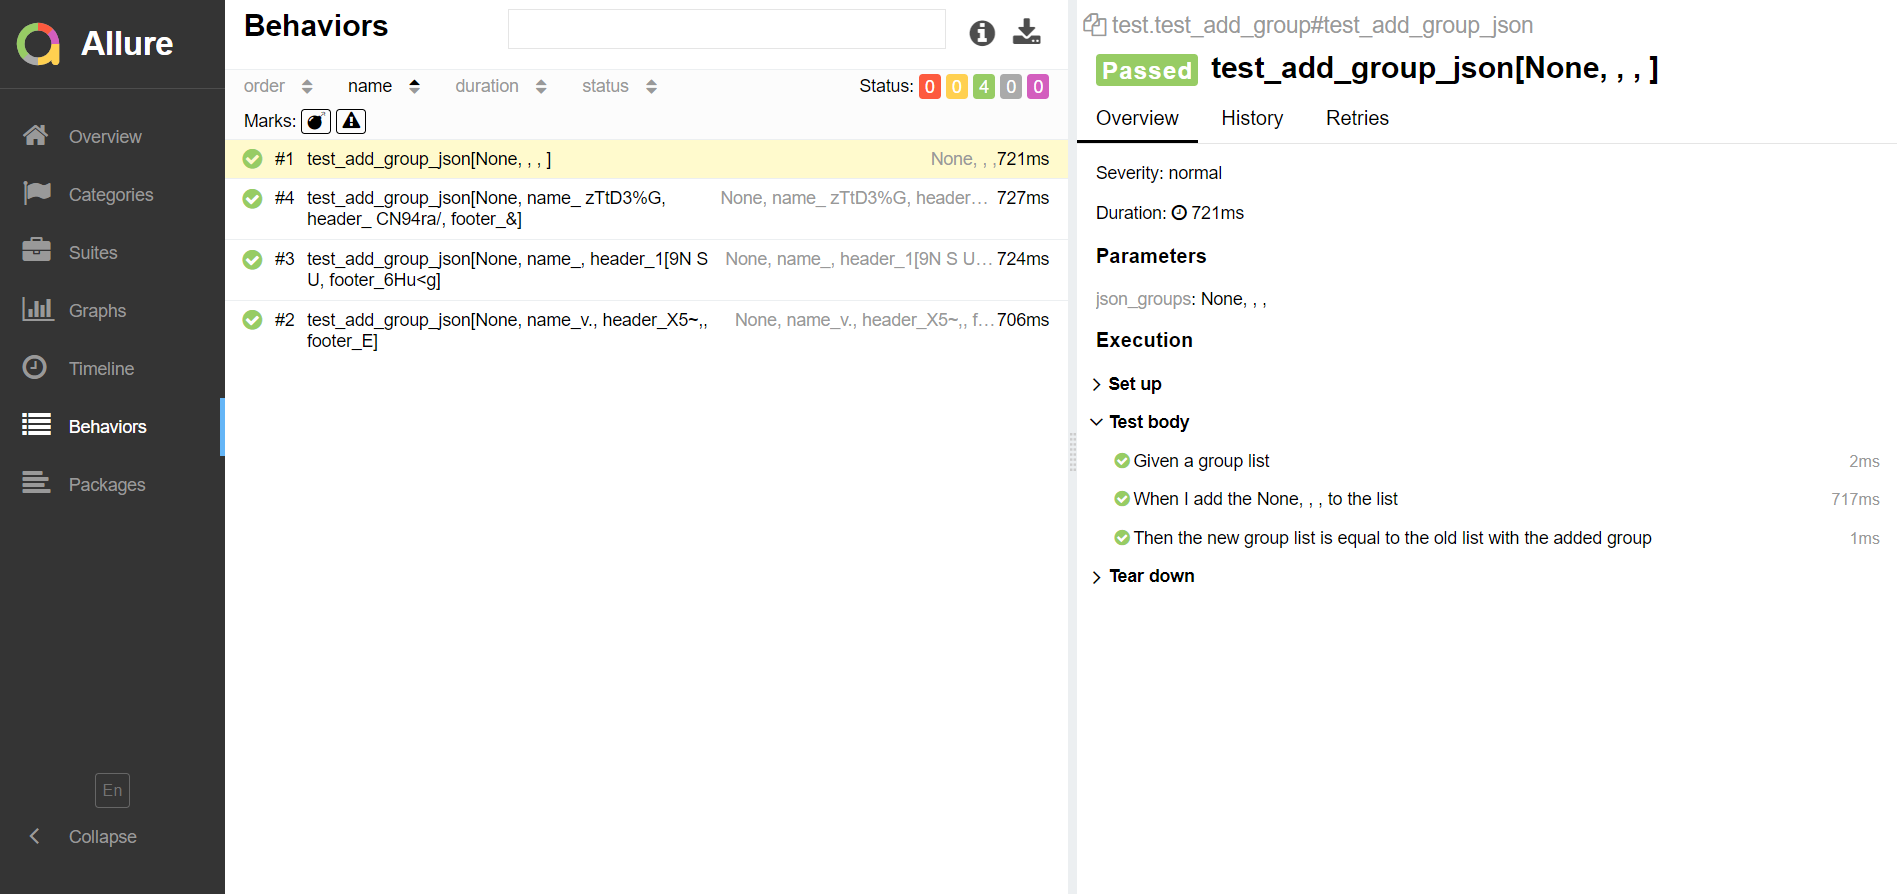 Allure
Overview
Categories
Suites
Graphs
Timeline
Behaviors
Packages
En
Collapse
Behaviors
order name duration status Status: 0 0 4 0 0
Marks:
#1 test_add_group_json[None, , , ] None, , , 721ms
#4 test_add_group_json[None, name_ zTtD3%G, None, name_ zTtD3%G, header… 727ms
header_ CN94ra/, footer_&]
#3 test_add_group_json[None, name_, header_1[9N S None, name_, header_1[9N S U… 724ms
U, footer_6Hu<g]
#2 test_add_group_json[None, name_v., header_X5~,, None, name_v., header_X5~,, f… 706ms
footer_E]
test.test_add_group#test_add_group_json
Passed test_add_group_json[None, , , ]
Overview History Retries
Severity: normal
Duration: 721ms
Parameters
json_groups: None, , ,
Execution
Set up
Test body
Given a group list 2ms
When I add the None, , , to the list 717ms
Then the new group list is equal to the old list with the added group 1ms
Tear down